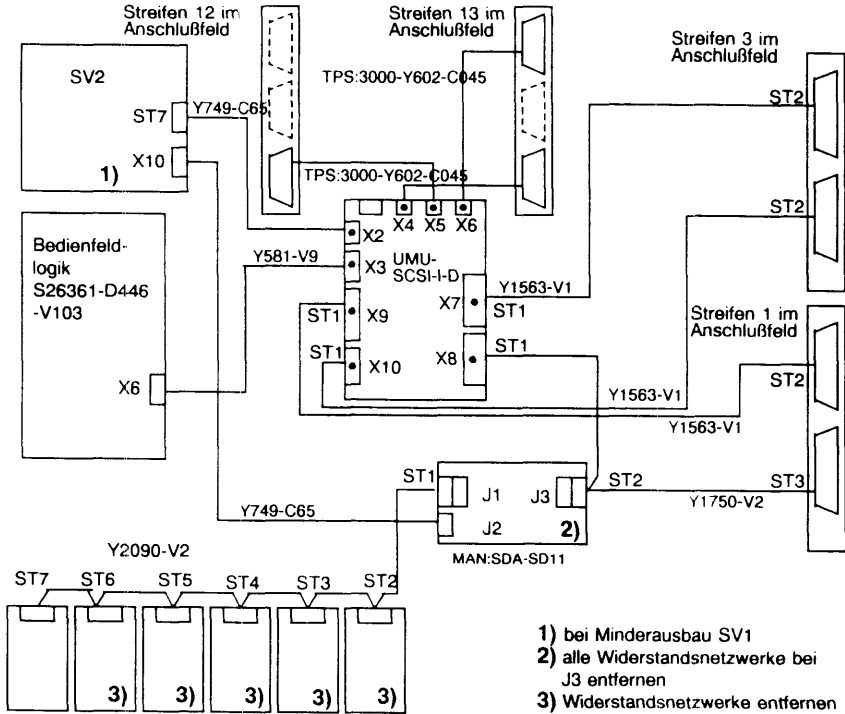 Streifen 12 im
Anschlußfeld
Streifen 13 im
Anschlußfeld
Streifen 3 im
Anschlußfeld
SV2
ST7
Y749-C65
X10
1)
TPS:3000-Y602-C045
TPS:3000-Y602-C045
ST2
ST2
Bedienfeld-
logik
S26361-D446
-V103
X6
Y581-V9
X4
X5
X6
X2
X3
UMU-
SCSI-I-D
X7
ST1
Y1563-V1
ST1
X9
ST1
X10
X8
ST1
Streifen 1 im
Anschlußfeld
ST2
Y1563-V1
Y1563-V1
ST1
J1
J3
J2
2)
ST2
ST3
Y1750-V2
Y749-C65
MAN:SDA-SD11
Y2090-V2
ST7
ST6
ST5
ST4
ST3
ST2
3)
3)
3)
3)
3)
1) bei Minderausbau SV1
2) alle Widerstandsnetzwerke bei
J3 entfernen
3) Widerstandsnetzwerke entfernen